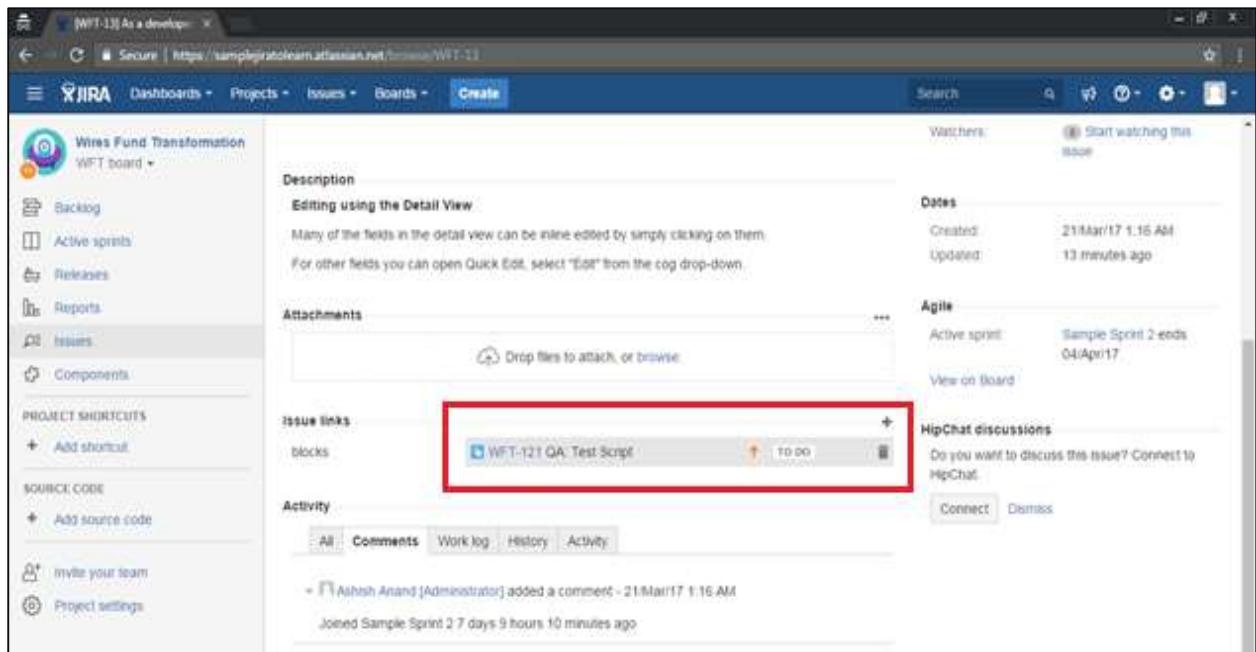 [WFT-13] As a develope
Secure | https://samplejiratolearn.atlassian.net/browse/WFT-13
JIRA Dashboards Projects Issues Boards Create Search
Wires Fund Transformation
WFT board
Backlog
Active sprints
Releases
Reports
Issues
Components
PROJECT SHORTCUTS
+ Add shortcut
SOURCE CODE
+ Add source code
Invite your team
Project settings
Description
Editing using the Detail View
Many of the fields in the detail view can be inline edited by simply clicking on them.
For other fields you can open Quick Edit, select "Edit" from the cog drop-down.
Attachments
Drop files to attach, or browse.
Issue links
blocks WFT-121 QA: Test Script TO DO
Activity
All Comments Work log History Activity
Ashish Anand [Administrator] added a comment - 21/Mar/17 1:16 AM
Joined Sample Sprint 2 7 days 9 hours 10 minutes ago
Watchers: Start watching this
issue
Dates
Created: 21/Mar/17 1:16 AM
Updated: 13 minutes ago
Agile
Active sprint: Sample Sprint 2 ends
04/Apr/17
View on Board
HipChat discussions
Do you want to discuss this issue? Connect to
HipChat.
Connect Dismiss